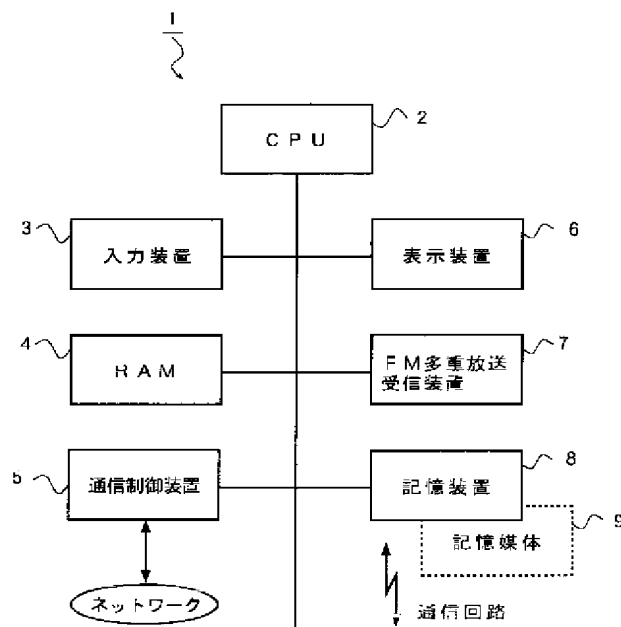 1
CPU
2
3
入力装置
表示装置
6
4
RAM
FM多重放送
受信装置
7
5
通信制御装置
記憶装置
8
記憶媒体
9
ネットワーク
通信回路